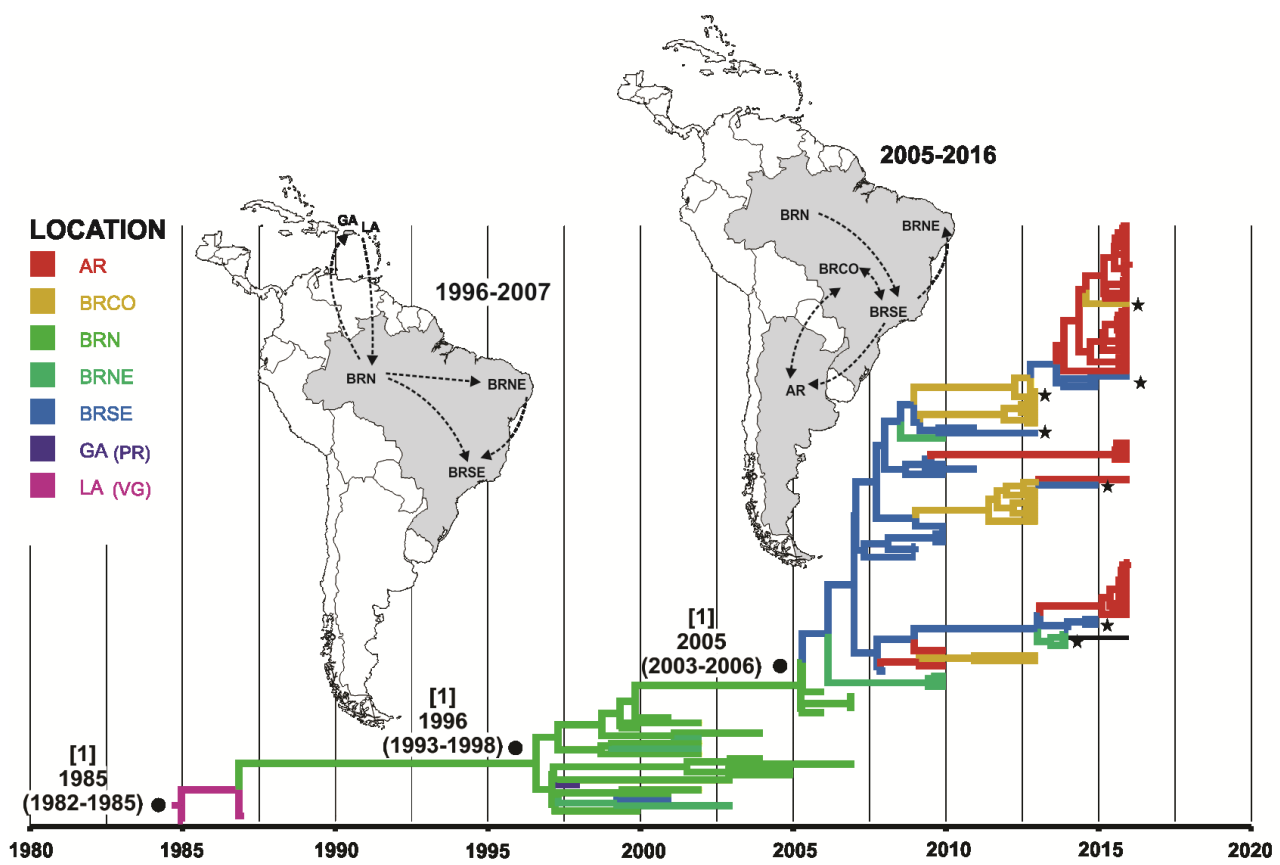 2005-2016
BRN
BRNE
BRCO
BRSE
AR
GA
LA
1996-2007
BRN
BRNE
BRSE
LOCATION
AR
BRCO
BRN
BRNE
BRSE
GA (PR)
LA (VG)
[1]
2005
(2003-2006)
[1]
1996
(1993-1998)
[1]
1985
(1982-1985)
1980 1985 1990 1995 2000 2005 2010 2015 2020